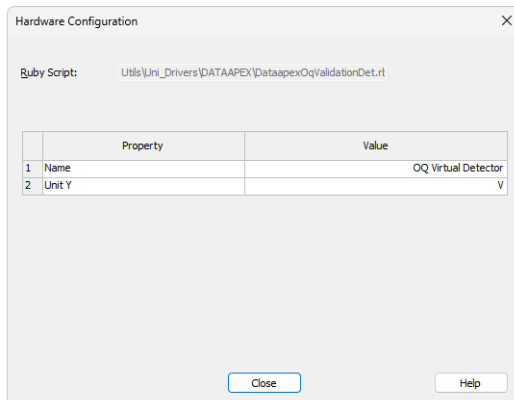 Hardware Configuration
Ruby Script: Utils\Uni_Drivers\DATAAPEX\DataapexOqValidationDet.rb
Property Value
1 Name OQ Virtual Detector
2 Unit Y V
Close Help